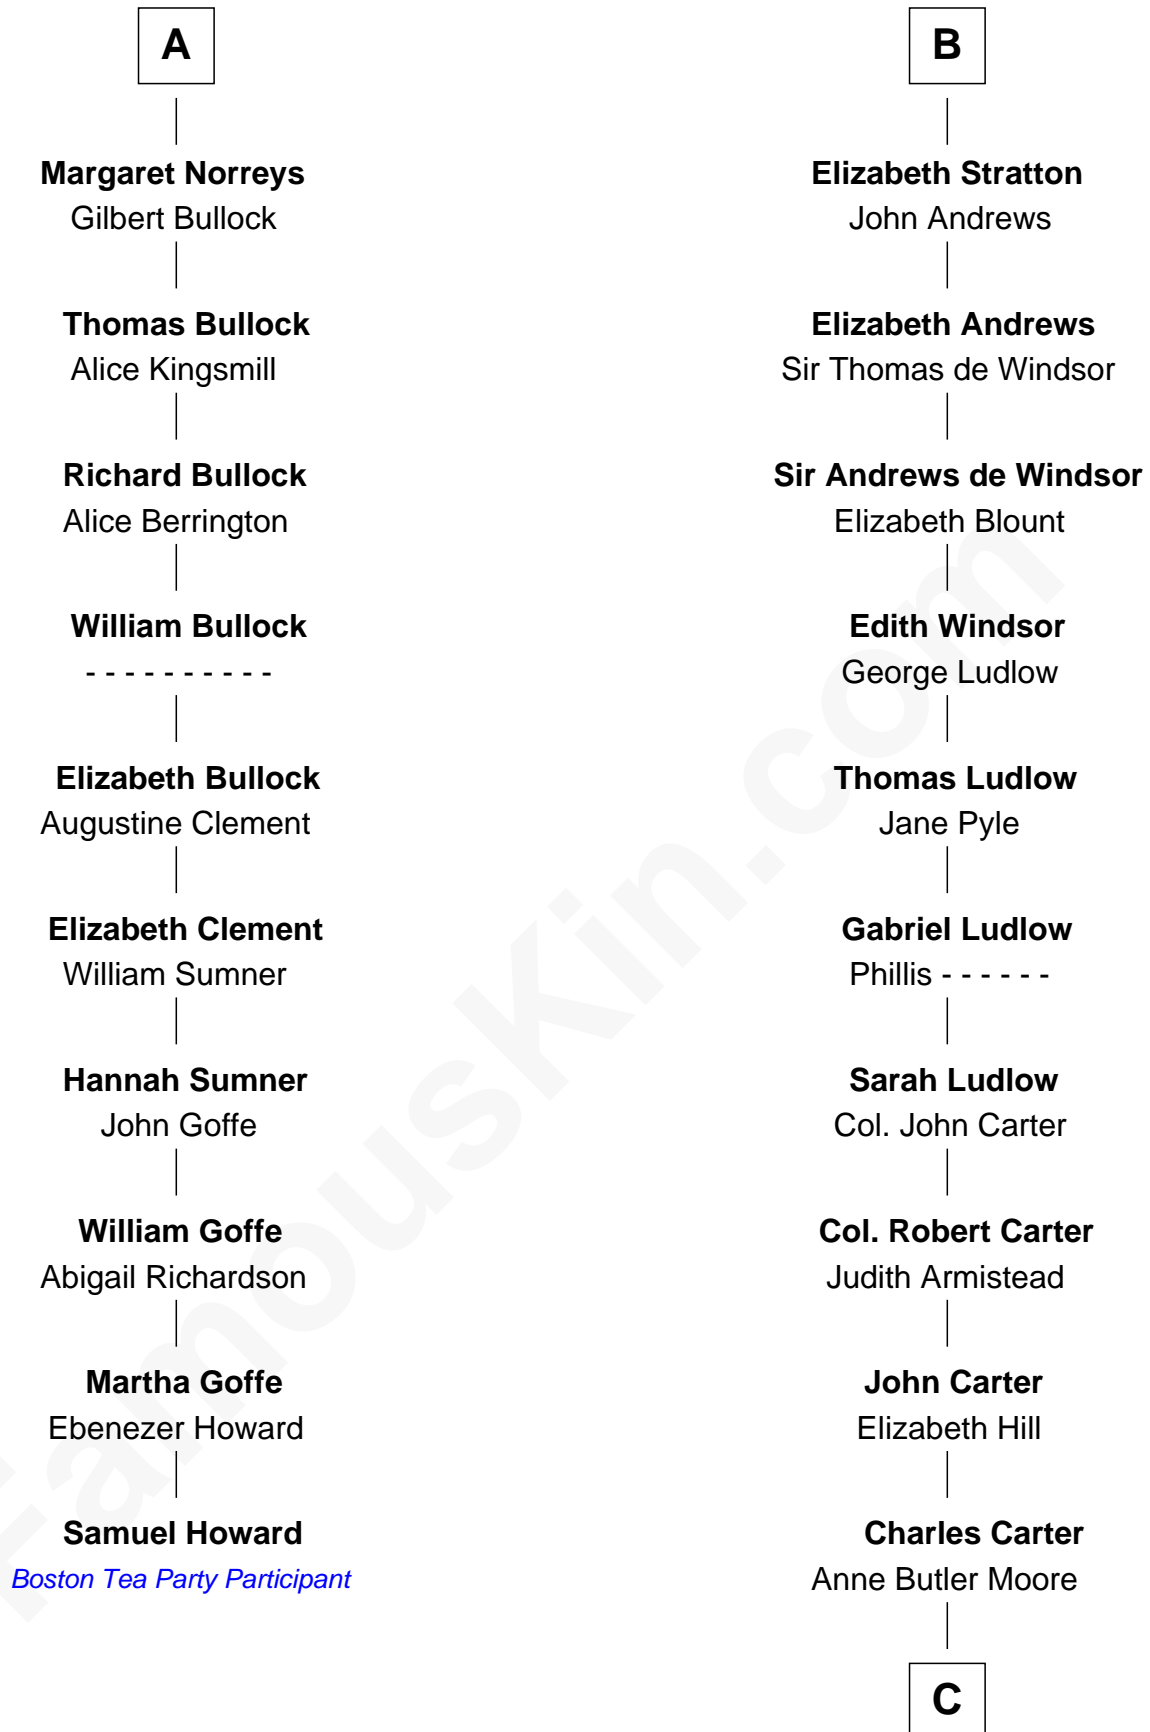 A
Margaret Norreys
Gilbert Bullock
Thomas Bullock
Alice Kingsmill
Richard Bullock
Alice Berrington
William Bullock
- - - - - - - - - -
Elizabeth Bullock
Augustine Clement
Elizabeth Clement
William Sumner
Hannah Sumner
John Goffe
William Goffe
Abigail Richardson
Martha Goffe
Ebenezer Howard
Samuel Howard
Boston Tea Party Participant
B
Elizabeth Stratton
John Andrews
Elizabeth Andrews
Sir Thomas de Windsor
Sir Andrews de Windsor
Elizabeth Blount
Edith Windsor
George Ludlow
Thomas Ludlow
Jane Pyle
Gabriel Ludlow
Phillis - - - - - -
Sarah Ludlow
Col. John Carter
Col. Robert Carter
Judith Armistead
John Carter
Elizabeth Hill
Charles Carter
Anne Butler Moore
C
FamousKin.com